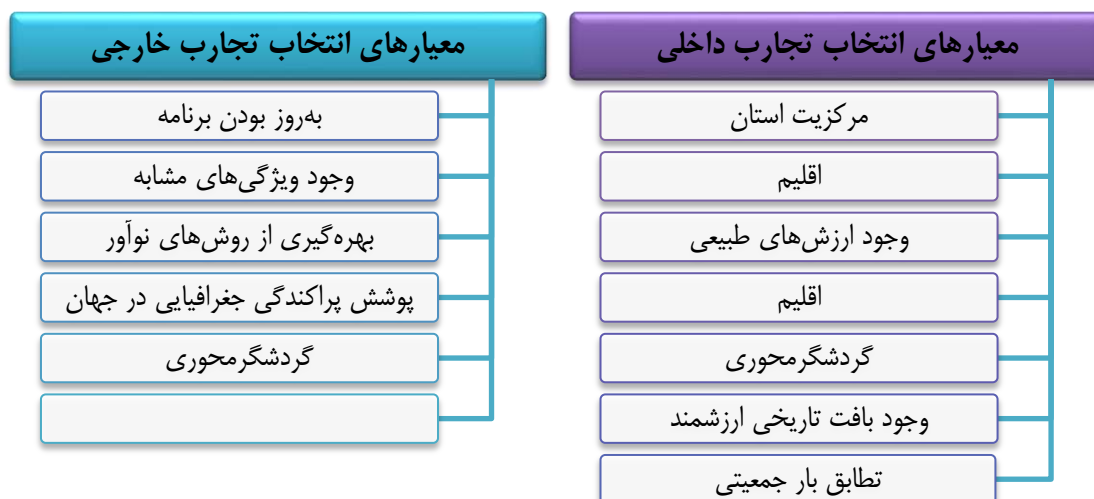 معیارهای انتخاب تجارب داخلی
مرکزیت استان
اقلیم
وجود ارزش‌های طبیعی
اقلیم
گردشگرمحوری
وجود بافت تاریخی ارزشمند
تطابق بار جمعیتی
معیارهای انتخاب تجارب خارجی
به‌روز بودن برنامه
وجود ویژگی‌های مشابه
بهره‌گیری از روش‌های نوآور
پوشش پراکندگی جغرافیایی در جهان
گردشگرمحوری